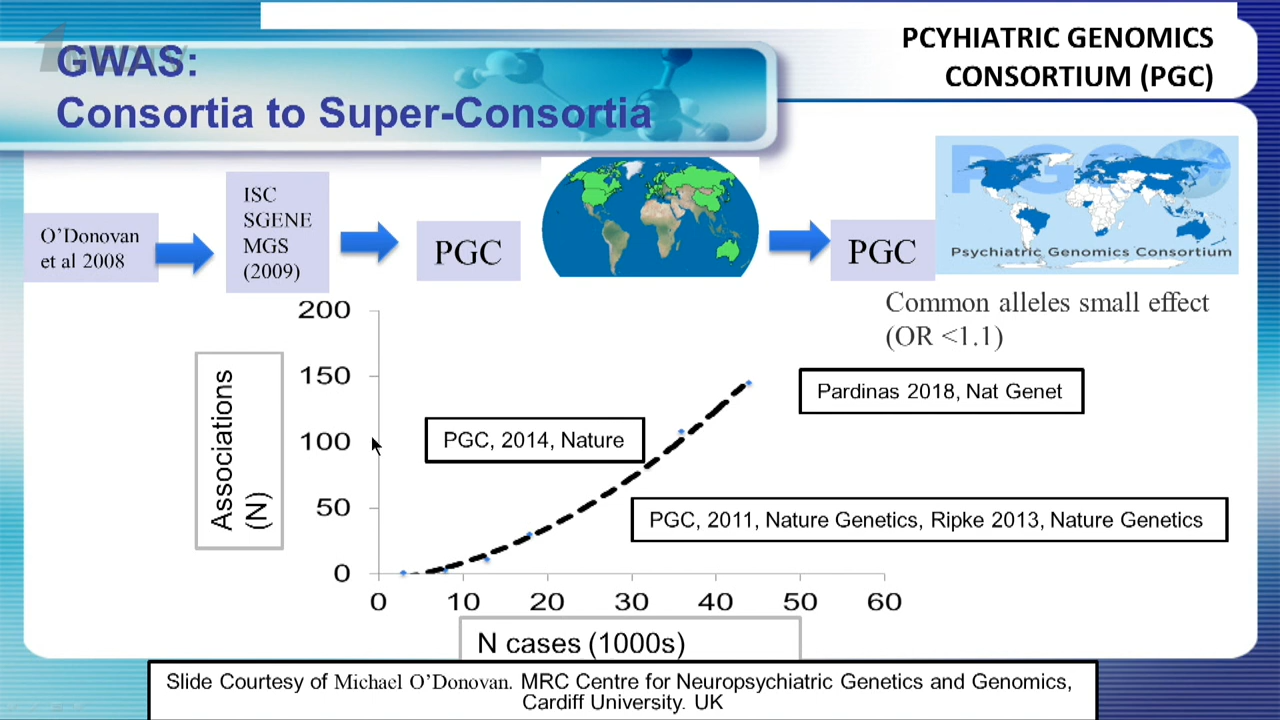 GWAS:
Consortia to Super-Consortia
PCYHIATRIC GENOMICS
CONSORTIUM (PGC)
O'Donovan
et al 2008
ISC
SGENE
MGS
(2009)
PGC
PGC
PGC
Psychiatric Genomics Consortium
Common alleles small effect
(OR <1.1)
200
150
100
50
0
Associations
(N)
PGC, 2014, Nature
Pardinas 2018, Nat Genet
PGC, 2011, Nature Genetics, Ripke 2013, Nature Genetics
0 10 20 30 40 50 60
N cases (1000s)
Slide Courtesy of Michael O'Donovan. MRC Centre for Neuropsychiatric Genetics and Genomics,
Cardiff University. UK